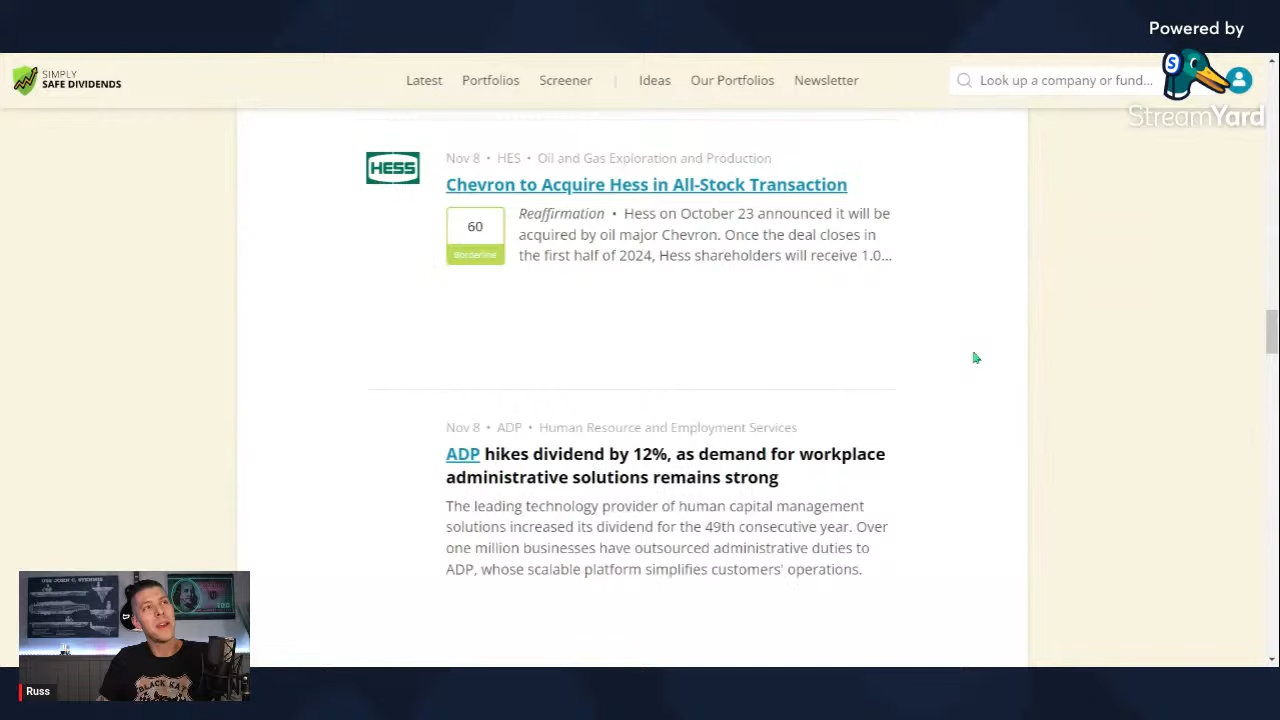 Powered by
SIMPLY
SAFE DIVIDENDS
Latest Portfolios Screener | Ideas Our Portfolios Newsletter
Look up a company or fund...
S
StreamYard
HESS
Nov 8 • HES • Oil and Gas Exploration and Production
Chevron to Acquire Hess in All-Stock Transaction
60
Borderline
Reaffirmation • Hess on October 23 announced it will be
acquired by oil major Chevron. Once the deal closes in
the first half of 2024, Hess shareholders will receive 1.0...
Nov 8 • ADP • Human Resource and Employment Services
ADP hikes dividend by 12%, as demand for workplace
administrative solutions remains strong
The leading technology provider of human capital management
solutions increased its dividend for the 49th consecutive year. Over
one million businesses have outsourced administrative duties to
ADP, whose scalable platform simplifies customers' operations.
USS JOHN C. STENNIS
BLACK
Russ